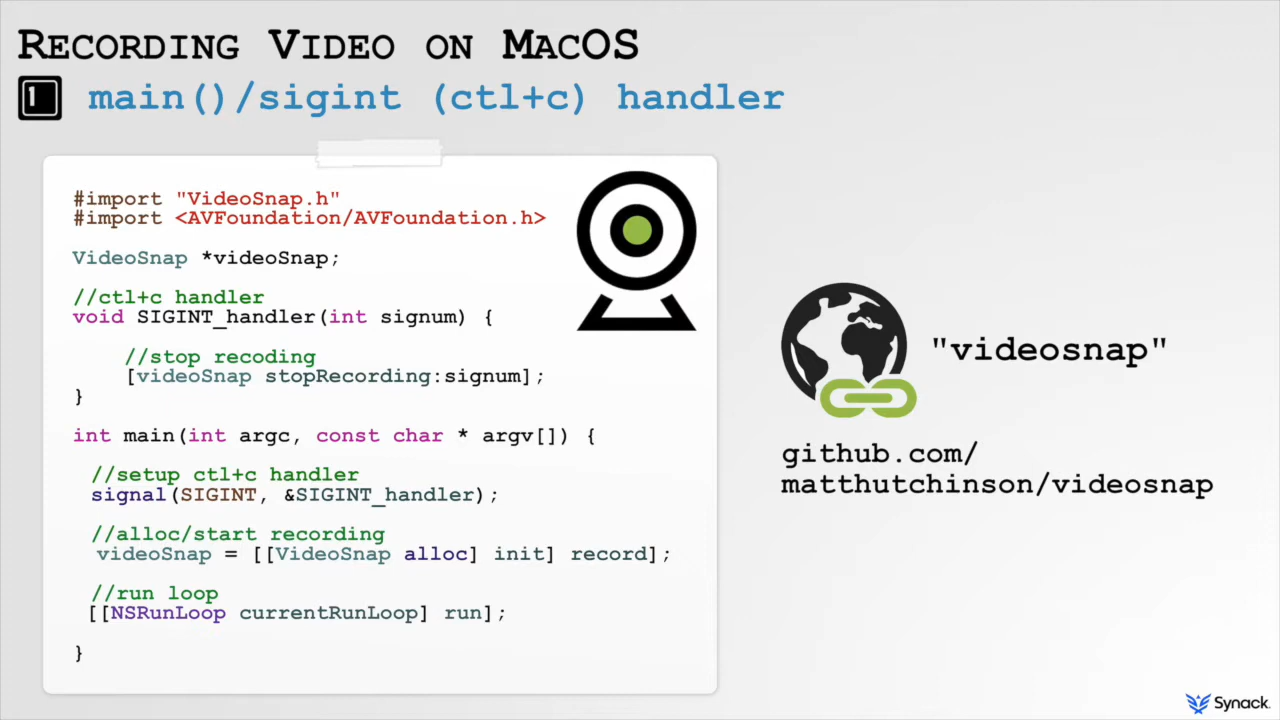 Recording Video on MacOS
1 main()/sigint (ctl+c) handler
#import "VideoSnap.h"
#import <AVFoundation/AVFoundation.h>
VideoSnap *videoSnap;
//ctl+c handler
void SIGINT_handler(int signum) {
//stop recoding
[videoSnap stopRecording:signum];
}
int main(int argc, const char * argv[]) {
//setup ctl+c handler
signal(SIGINT, &SIGINT_handler);
//alloc/start recording
videoSnap = [[VideoSnap alloc] init] record];
//run loop
[[NSRunLoop currentRunLoop] run];
}
"videosnap"
github.com/
matthutchinson/videosnap
Synack.